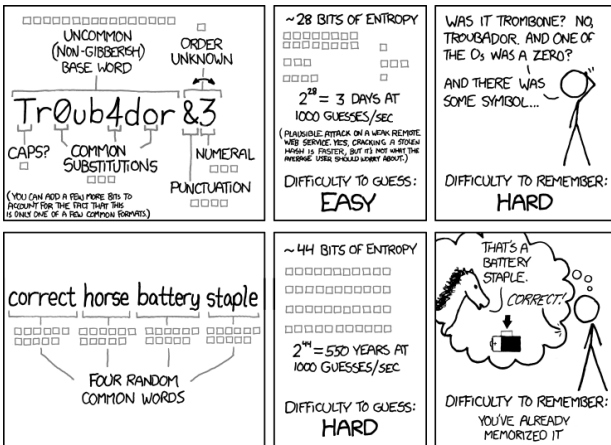 UNCOMMON
(NON-GIBBERISH)
BASE WORD
ORDER
UNKNOWN
Tr0ub4dor &3
CAPS?
COMMON
SUBSTITUTIONS
NUMERAL
PUNCTUATION
(YOU CAN ADD A FEW MORE BITS TO
ACCOUNT FOR THE FACT THAT THIS
IS ONLY ONE OF A FEW COMMON FORMATS.)
~28 BITS OF ENTROPY
2²⁸ = 3 DAYS AT
1000 GUESSES/SEC
(PLAUSIBLE ATTACK ON A WEAK REMOTE
WEB SERVICE. YES, CRACKING A STOLEN
HASH IS FASTER, BUT IT'S NOT WHAT THE
AVERAGE USER SHOULD WORRY ABOUT.)
DIFFICULTY TO GUESS:
EASY
WAS IT TROMBONE? NO,
TROUBADOR. AND ONE OF
THE Os WAS A ZERO?
AND THERE WAS
SOME SYMBOL...
DIFFICULTY TO REMEMBER:
HARD
correct horse battery staple
FOUR RANDOM
COMMON WORDS
~44 BITS OF ENTROPY
2⁴⁴ = 550 YEARS AT
1000 GUESSES/SEC
DIFFICULTY TO GUESS:
HARD
THAT'S A
BATTERY
STAPLE.
CORRECT!
DIFFICULTY TO REMEMBER:
YOU'VE ALREADY
MEMORIZED IT